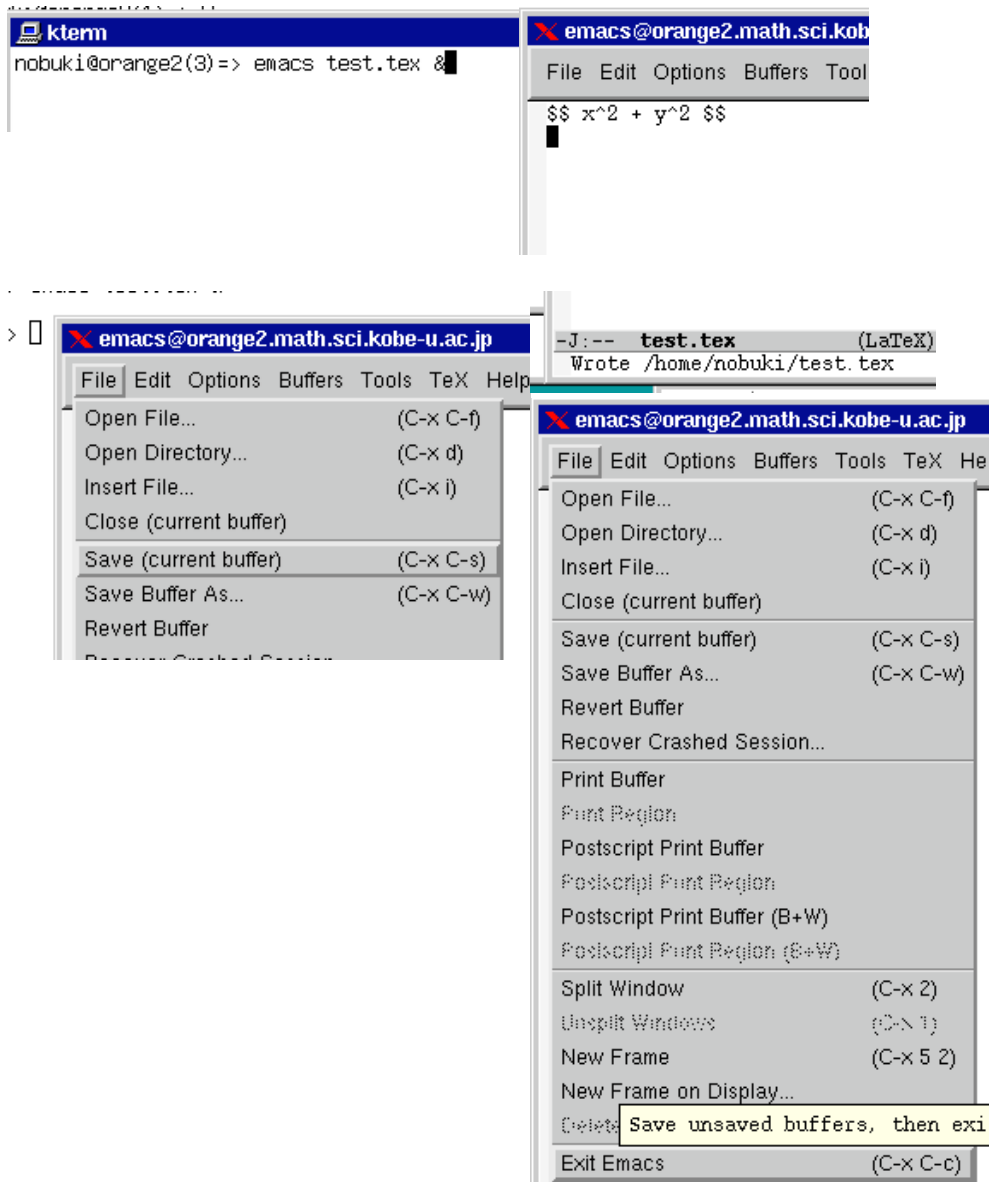 kterm
nobuki@orange2(3)=> emacs test.tex &
emacs@orange2.math.sci.kob
File Edit Options Buffers Tool
$$ x^2 + y^2 $$
>
emacs@orange2.math.sci.kobe-u.ac.jp
File Edit Options Buffers Tools TeX Help
Open File... (C-x C-f)
Open Directory... (C-x d)
Insert File... (C-x i)
Close (current buffer)
Save (current buffer) (C-x C-s)
Save Buffer As... (C-x C-w)
Revert Buffer
-J:-- test.tex (LaTeX)
Wrote /home/nobuki/test.tex
emacs@orange2.math.sci.kobe-u.ac.jp
File Edit Options Buffers Tools TeX He
Open File... (C-x C-f)
Open Directory... (C-x d)
Insert File... (C-x i)
Close (current buffer)
Save (current buffer) (C-x C-s)
Save Buffer As... (C-x C-w)
Revert Buffer
Recover Crashed Session...
Print Buffer
Print Region
Postscript Print Buffer
Postscript Print Region
Postscript Print Buffer (B+W)
Postscript Print Region (B+W)
Split Window (C-x 2)
Unsplit Windows (C-x 1)
New Frame (C-x 5 2)
New Frame on Display...
Delete
Save unsaved buffers, then exi
Exit Emacs (C-x C-c)